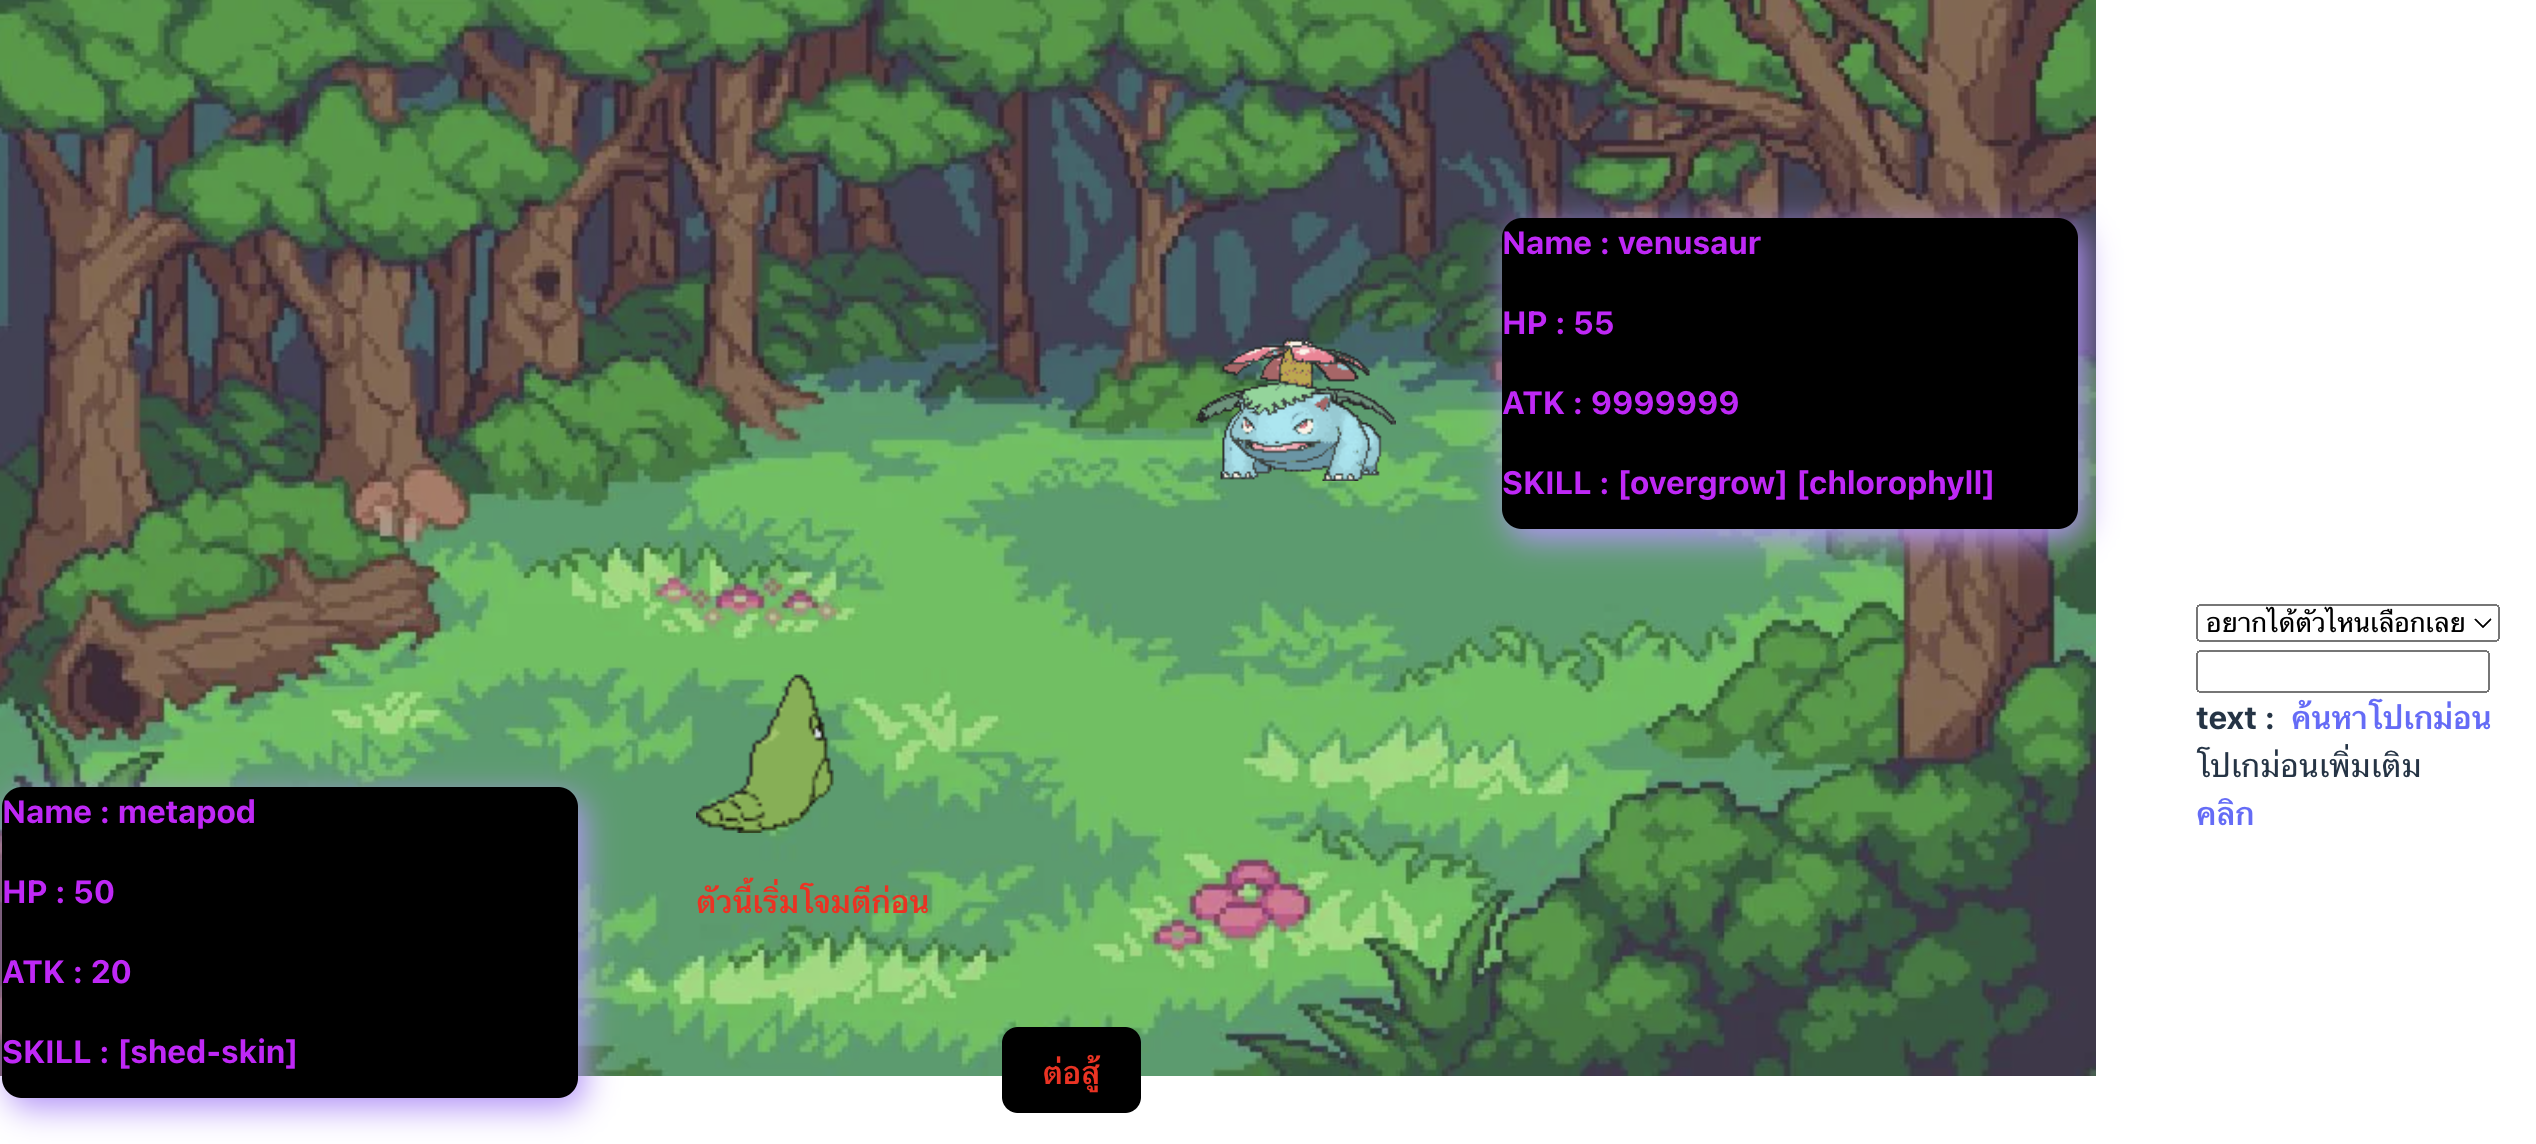 Name : venusaur
HP : 55
ATK : 9999999
SKILL : [overgrow] [chlorophyll]
อยากได้ตัวไหนเลือกเลย
text : ค้นหาโปเกม่อน
โปเกม่อนเพิ่มเติม
คลิก
Name : metapod
HP : 50
ATK : 20
SKILL : [shed-skin]
ตัวนี้เริ่มโจมตีก่อน
ต่อสู้